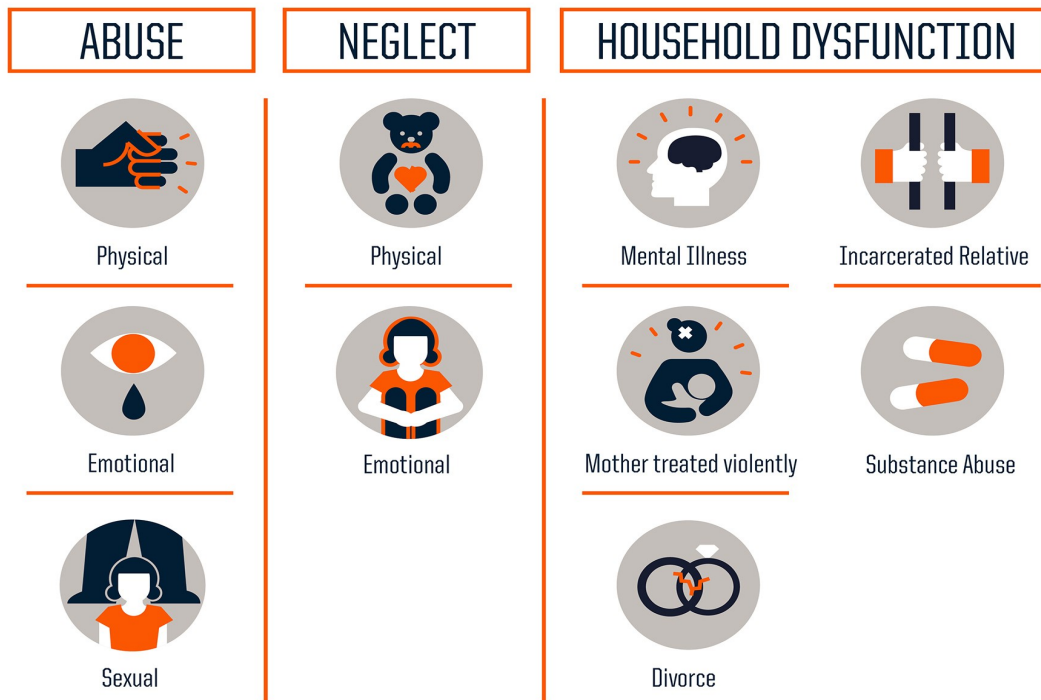 ABUSE
Physical
Emotional
Sexual
NEGLECT
Physical
Emotional
HOUSEHOLD DYSFUNCTION
Mental Illness
Incarcerated Relative
Mother treated violently
Substance Abuse
Divorce